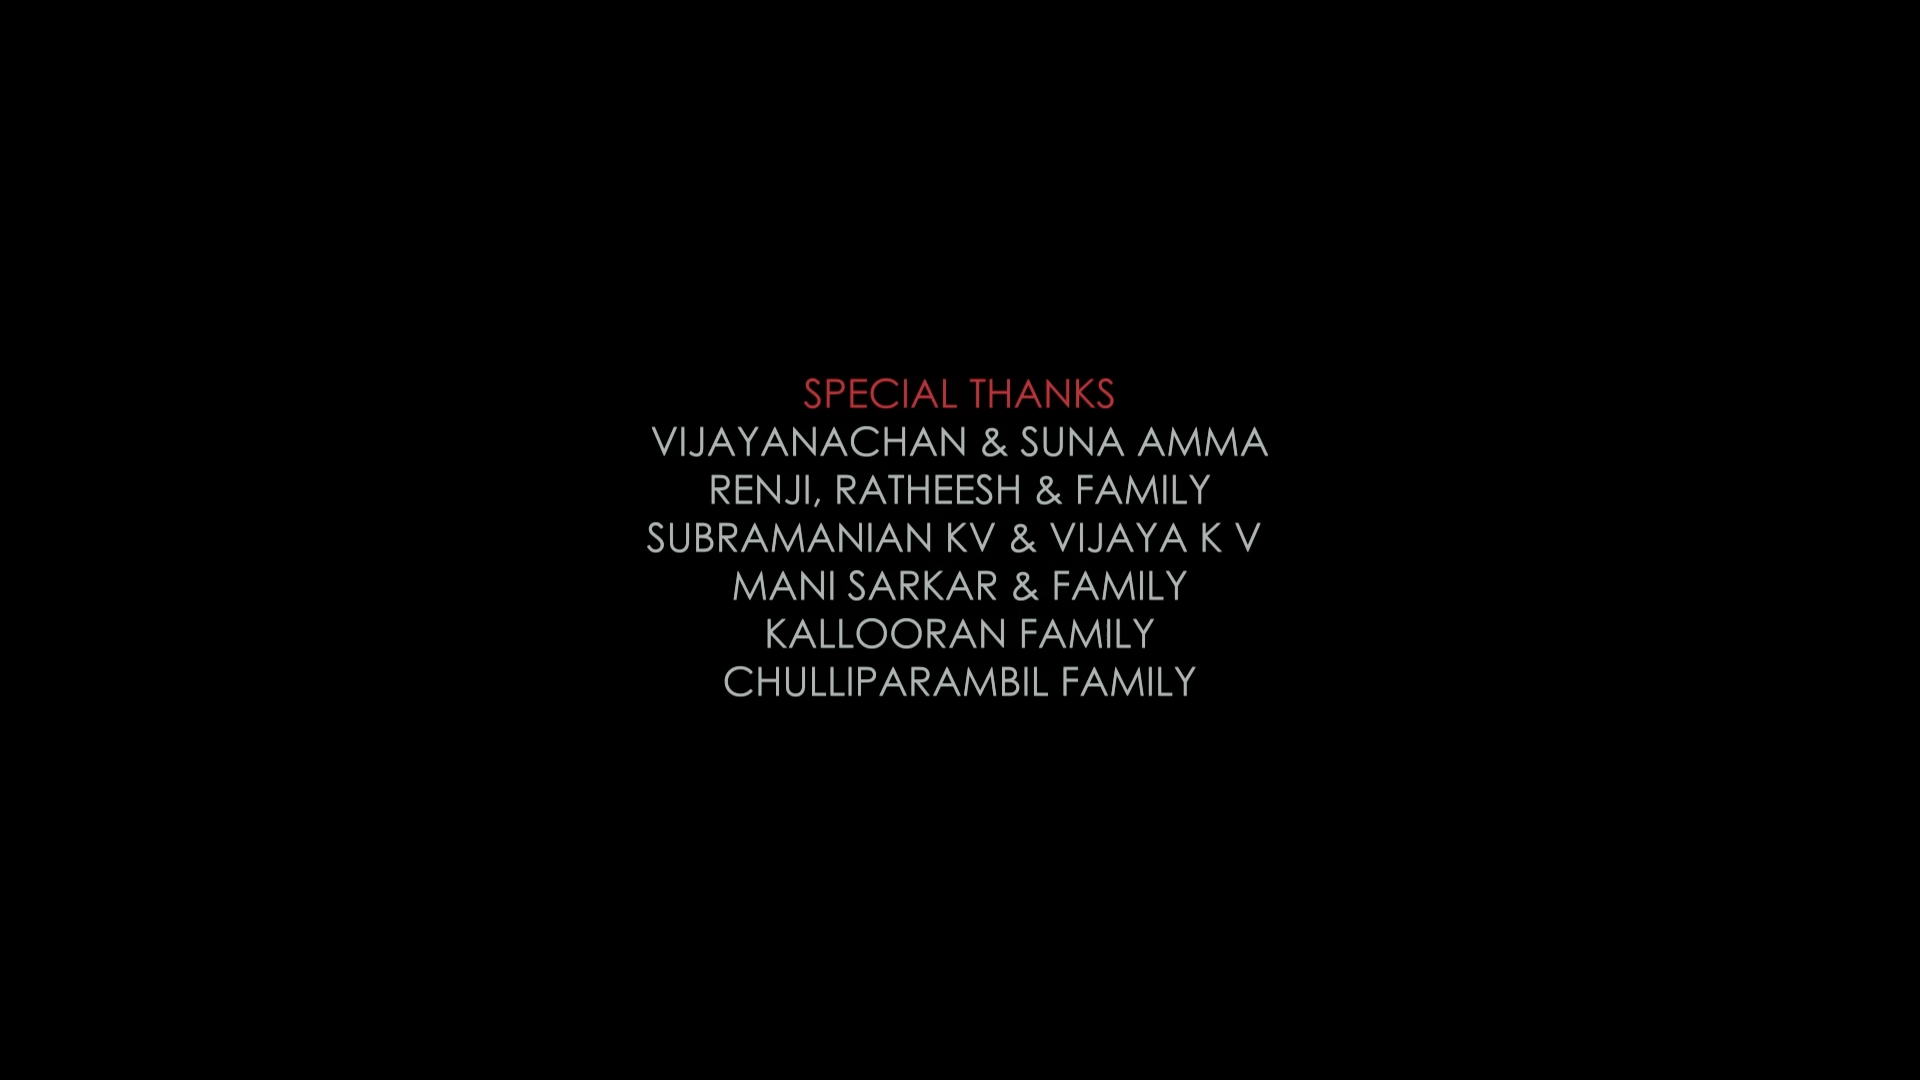 SPECIAL THANKS
VIJAYANACHAN & SUNA AMMA
RENJI, RATHEESH & FAMILY
SUBRAMANIAN KV & VIJAYA K V
MANI SARKAR & FAMILY
KALLOORAN FAMILY
CHULLIPARAMBIL FAMILY